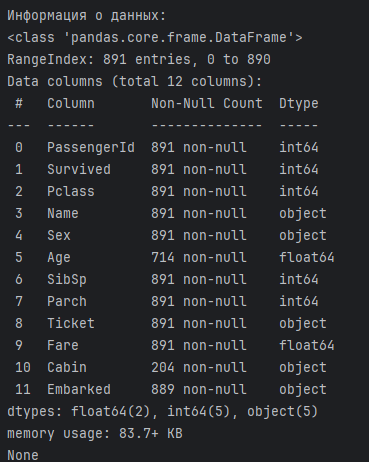 Информация о данных:
<class 'pandas.core.frame.DataFrame'>
RangeIndex: 891 entries, 0 to 890
Data columns (total 12 columns):
 #   Column       Non-Null Count  Dtype
---  ------       --------------  -----
 0   PassengerId  891 non-null    int64
 1   Survived     891 non-null    int64
 2   Pclass       891 non-null    int64
 3   Name         891 non-null    object
 4   Sex          891 non-null    object
 5   Age          714 non-null    float64
 6   SibSp        891 non-null    int64
 7   Parch        891 non-null    int64
 8   Ticket       891 non-null    object
 9   Fare         891 non-null    float64
 10  Cabin        204 non-null    object
 11  Embarked     889 non-null    object
dtypes: float64(2), int64(5), object(5)
memory usage: 83.7+ KB
None